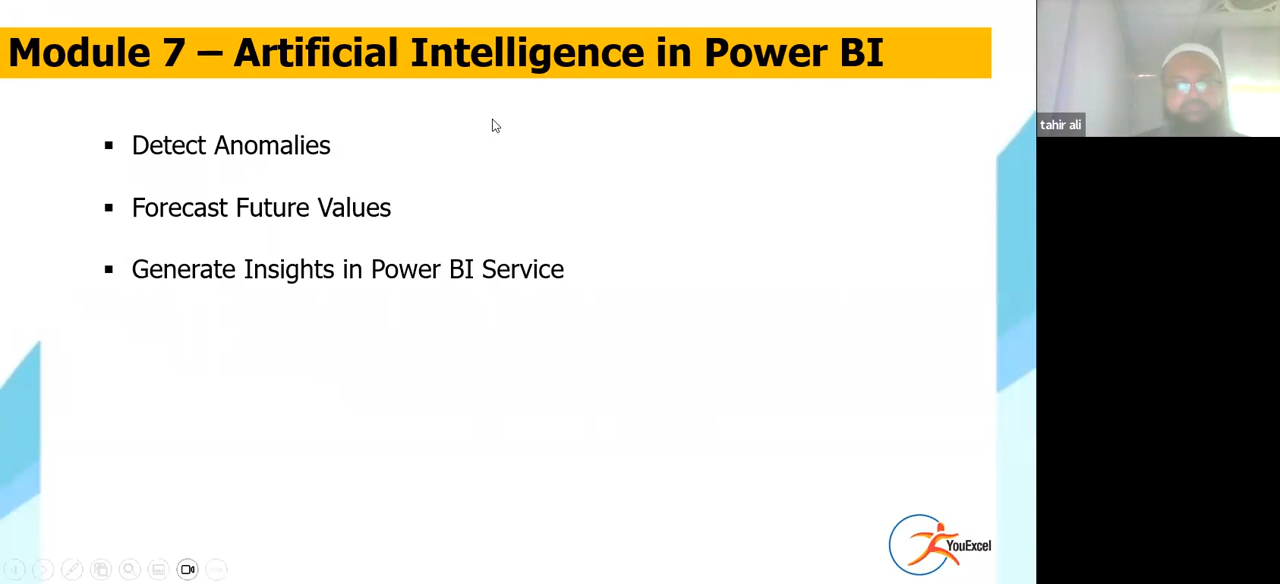 Module 7 – Artificial Intelligence in Power BI
▪ Detect Anomalies
▪ Forecast Future Values
▪ Generate Insights in Power BI Service
tahir ali
YouExcel